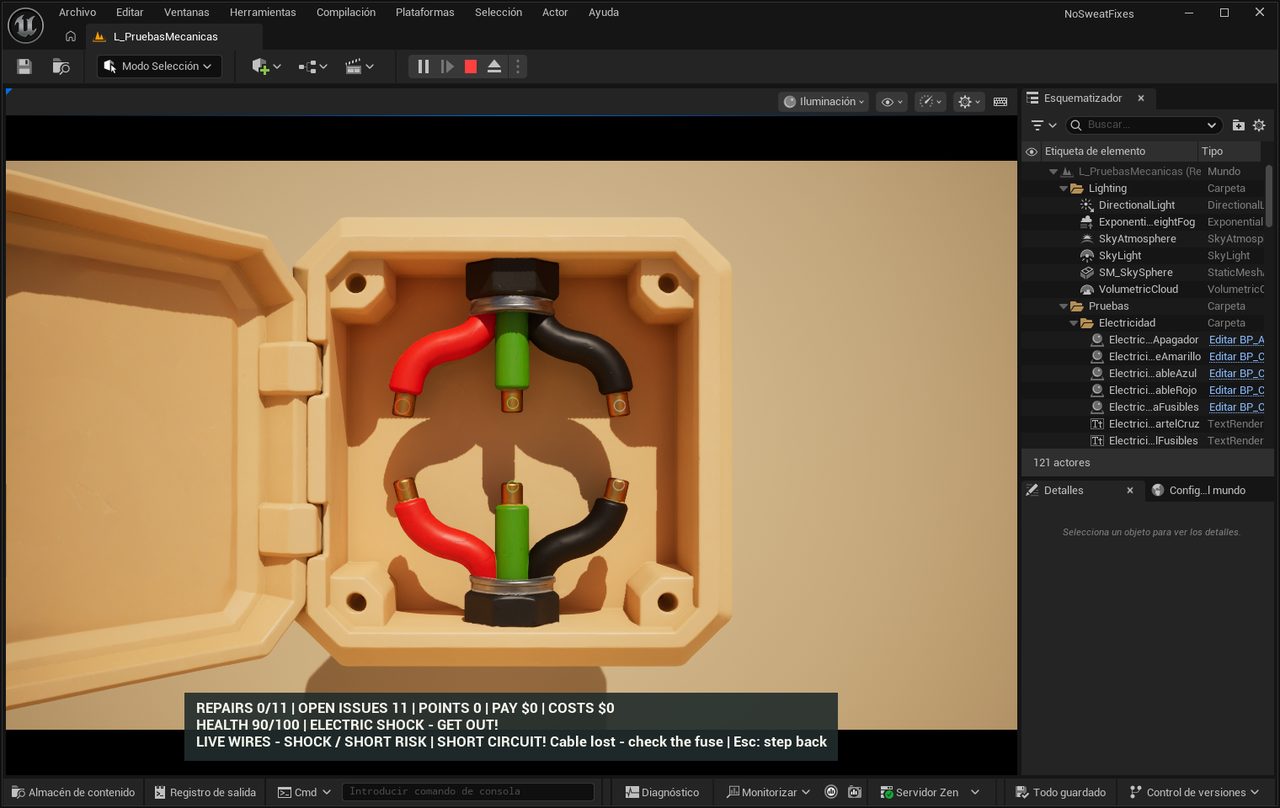 Archivo Editar Ventanas Herramientas Compilación Plataformas Selección Actor Ayuda NoSweatFixes
L_PruebasMecanicas
Modo Selección
Iluminación
Esquematizador
Buscar...
Etiqueta de elemento Tipo
L_PruebasMecanicas (Re Mundo
Lighting Carpeta
DirectionalLight DirectionalL
Exponenti...eightFog Exponential
SkyAtmosphere SkyAtmosp
SkyLight SkyLight
SM_SkySphere StaticMesh
VolumetricCloud VolumetricC
Pruebas Carpeta
Electricidad Carpeta
Electric...Apagador Editar BP_A
Electrici...eAmarillo Editar BP_C
Electrici...ableAzul Editar BP_C
Electrici...ableRojo Editar BP_C
Electric...aFusibles Editar BP_C
Electrici...artelCruz TextRender
Electrici...lFusibles TextRender
121 actores
Detalles Config...l mundo
Selecciona un objeto para ver los detalles.
REPAIRS 0/11 | OPEN ISSUES 11 | POINTS 0 | PAY $0 | COSTS $0
HEALTH 90/100 | ELECTRIC SHOCK - GET OUT!
LIVE WIRES - SHOCK / SHORT RISK | SHORT CIRCUIT! Cable lost - check the fuse | Esc: step back
Almacén de contenido Registro de salida Cmd Introducir comando de consola Diagnóstico Monitorizar Servidor Zen Todo guardado Control de versiones